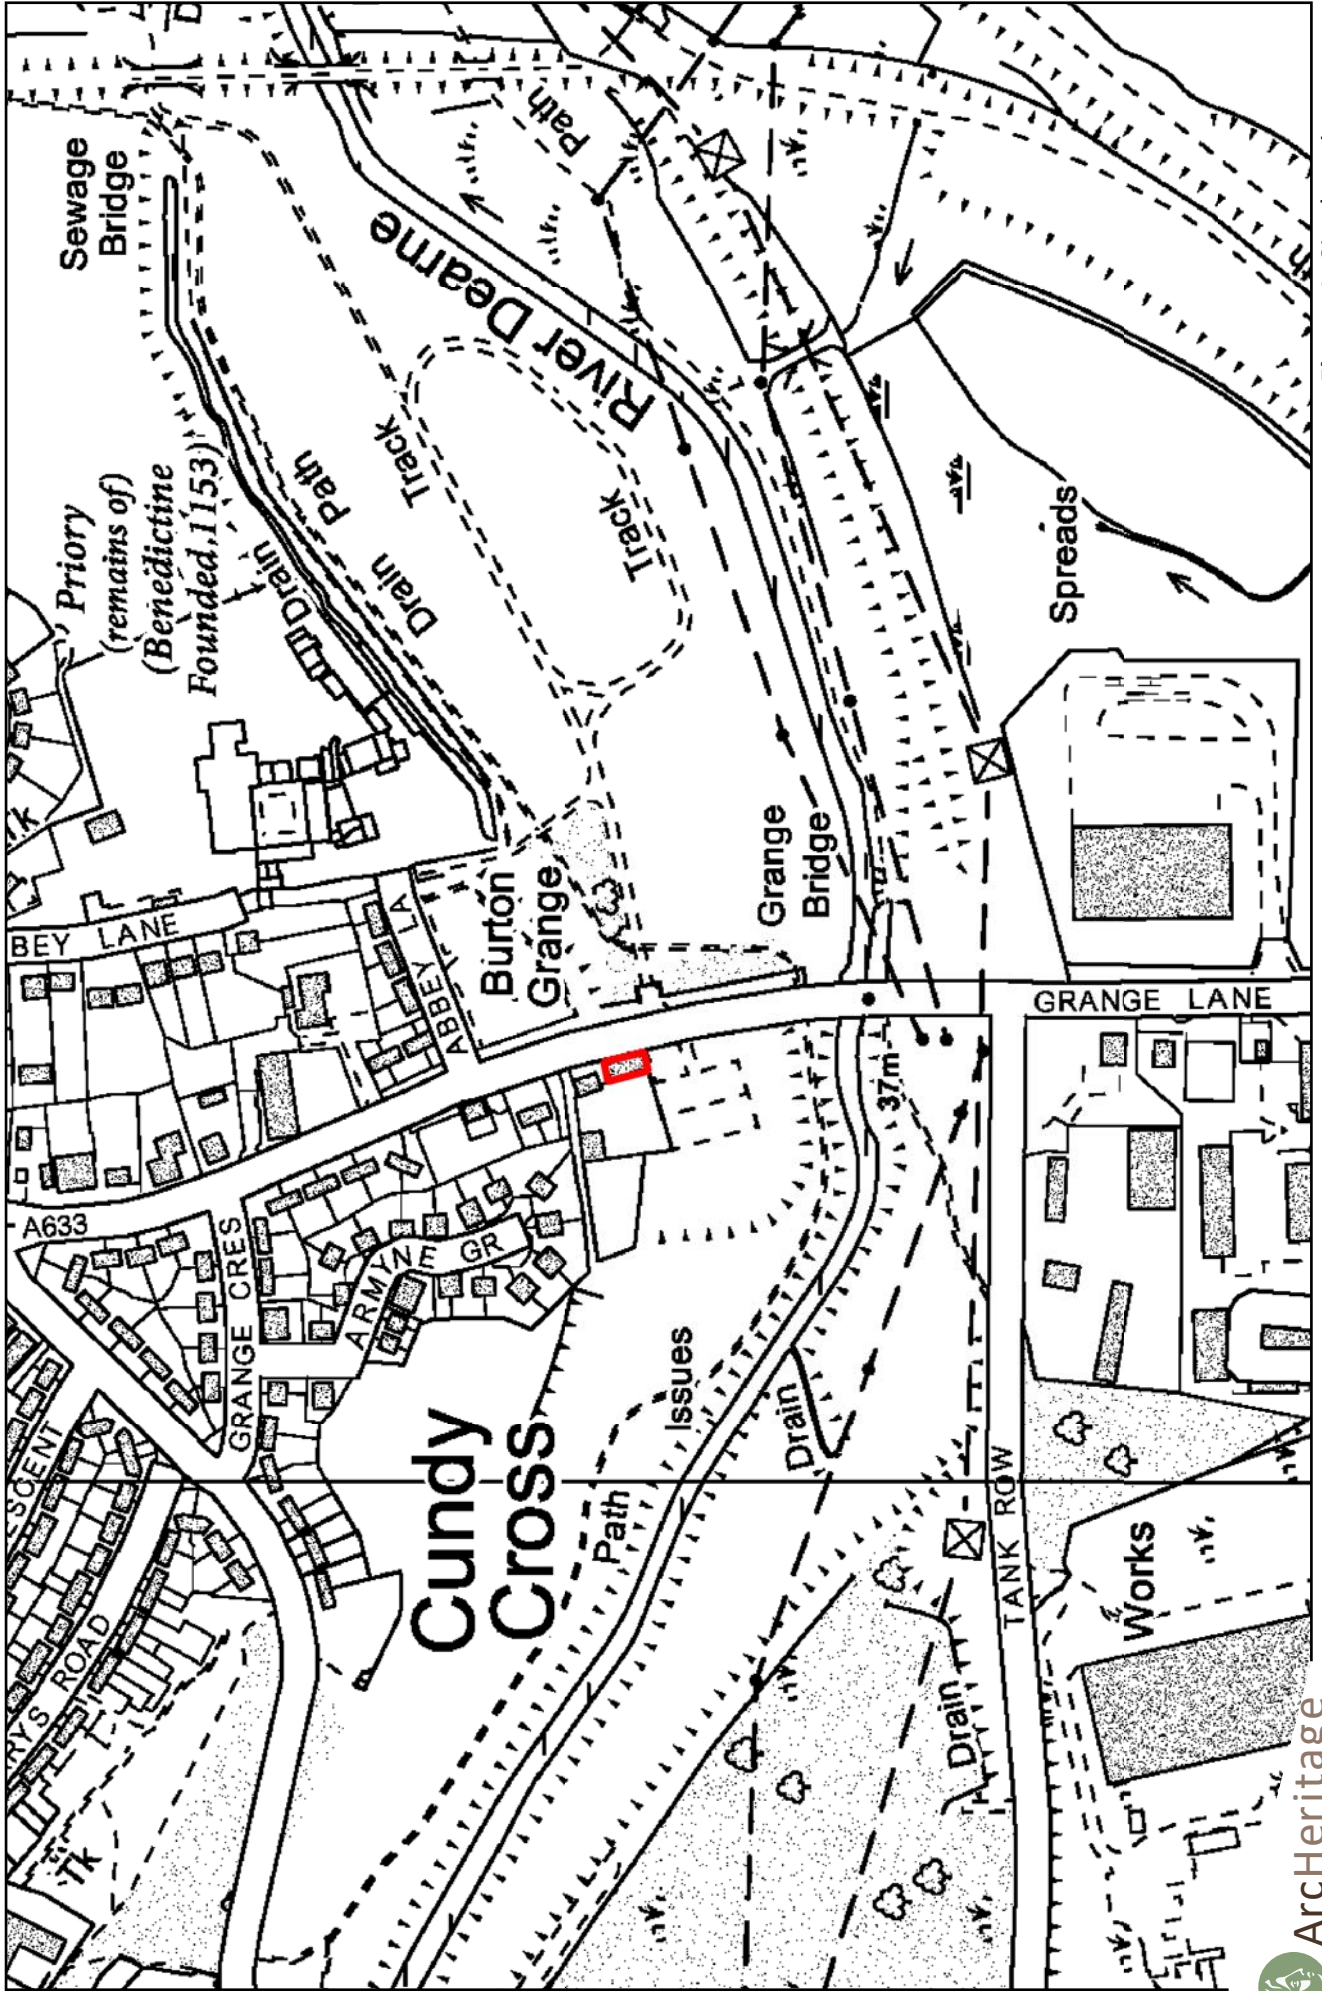 Sewage
Bridge
Priory
(remains of)
(Benedictine
Founded 1153)
Path
River Dearne
Track
Track
Drain
Path
Drain
Spreads
BEY LANE
ABBEY LA
Burton
Grange
Grange
Bridge
GRANGE LANE
37m
A633
GRANGE CRES
ARMYNE GR
Issues
Cundy
Cross
Path
Drain
ESCENT
RYS ROAD
TANK ROW
Works
Drain
Tk
ArcHeritage